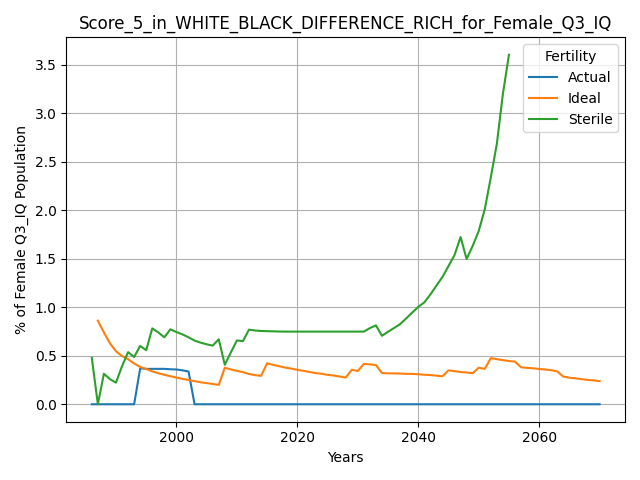 Score_5_in_WHITE_BLACK_DIFFERENCE_RICH_for_Female_Q3_IQ
Fertility
Actual
Ideal
Sterile
% of Female Q3_IQ Population
3.5
3.0
2.5
2.0
1.5
1.0
0.5
0.0
2000
2020
2040
2060
Years